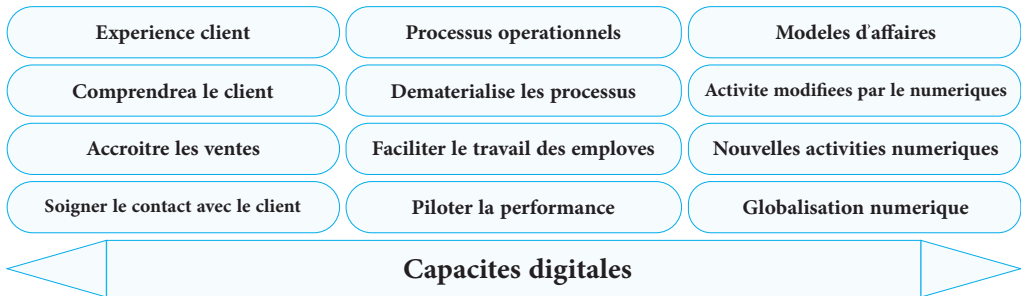 Experience client
Processus operationnels
Modeles d'affaires
Comprendrea le client
Dematerialise les processus
Activite modifiees par le numeriques
Accroitre les ventes
Faciliter le travail des emploves
Nouvelles activities numeriques
Soigner le contact avec le client
Piloter la performance
Globalisation numerique
Capacites digitales